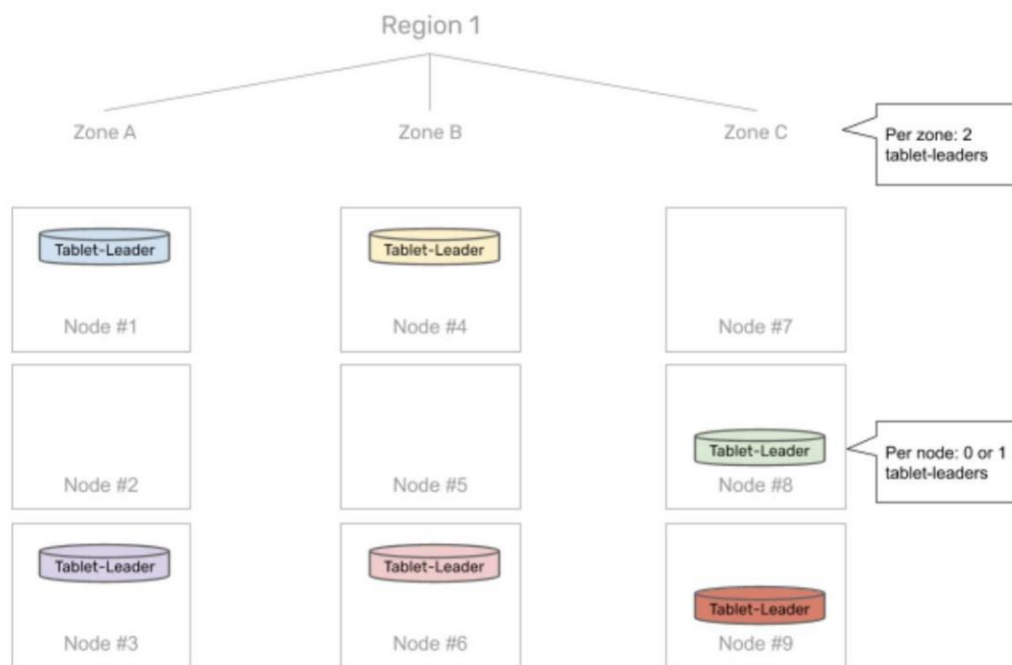 Region 1
Zone A
Zone B
Zone C
Per zone: 2
tablet-leaders
Tablet-Leader
Tablet-Leader
Node #1
Node #4
Node #7
Tablet-Leader
Per node: 0 or 1
tablet-leaders
Node #2
Node #5
Node #8
Tablet-Leader
Tablet-Leader
Tablet-Leader
Node #3
Node #6
Node #9